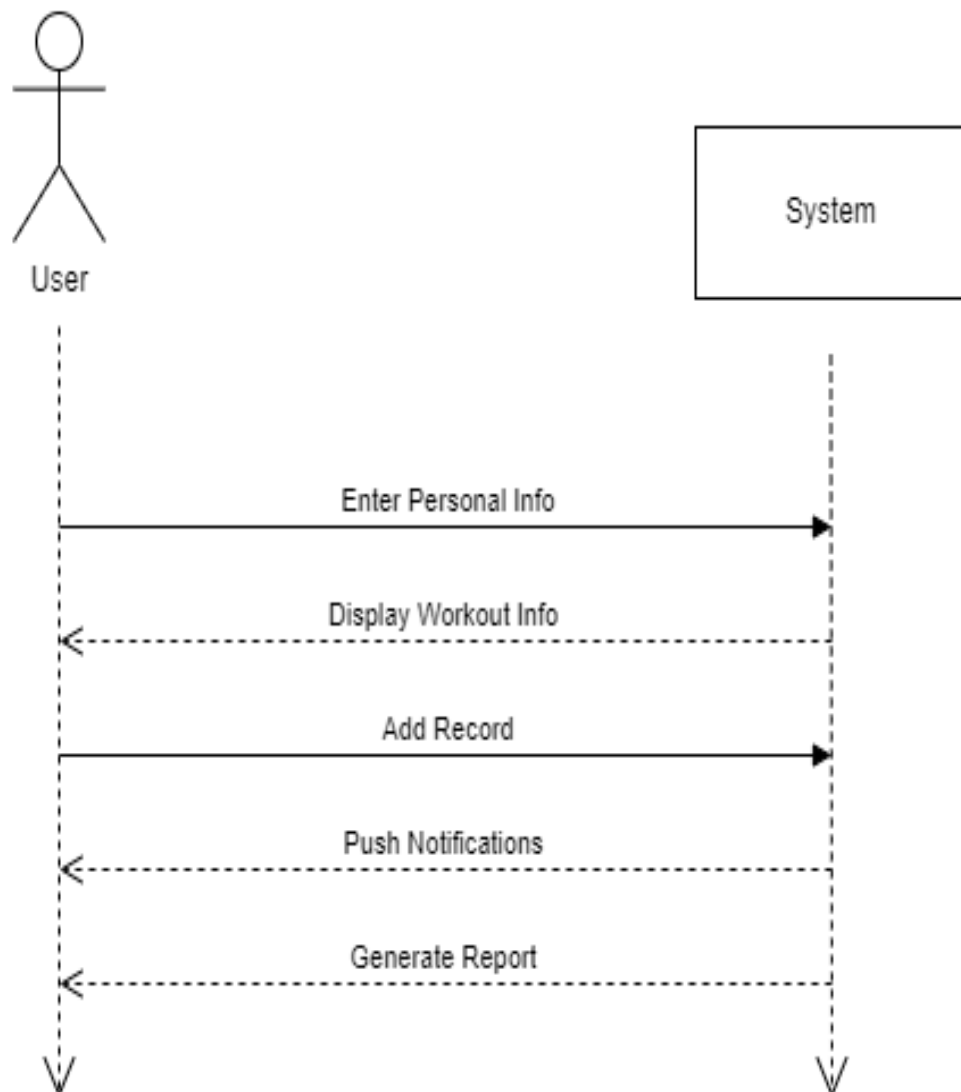 User
System
Enter Personal Info
Display Workout Info
Add Record
Push Notifications
Generate Report